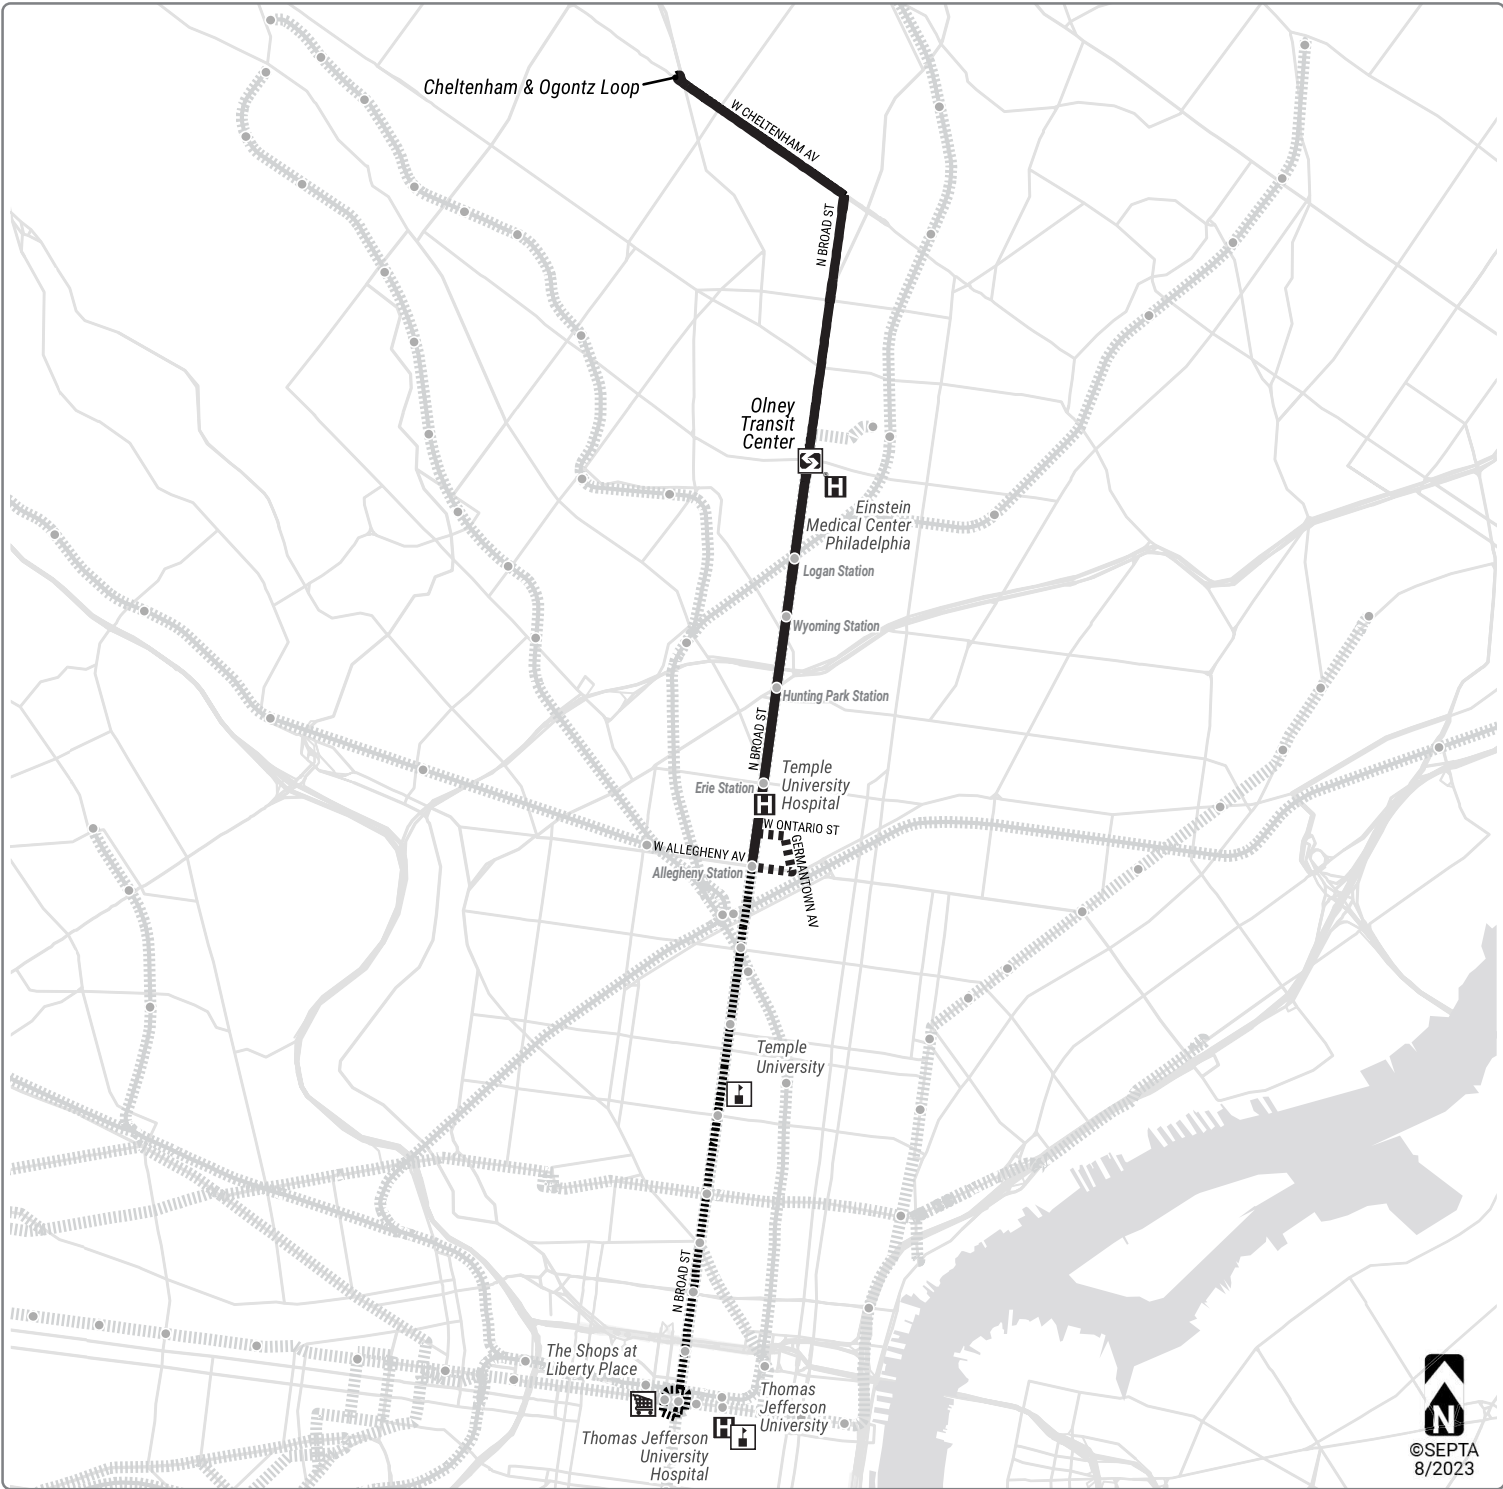 Cheltenham & Ogontz Loop
W CHELTENHAM AV
N BROAD ST
Olney
Transit
Center
H
Einstein
Medical Center
Philadelphia
Logan Station
Wyoming Station
Hunting Park Station
N BROAD ST
Temple
University
Hospital
Erie Station
H
W ONTARIO ST
GERMANTOWN AV
W ALLEGHENY AV
Allegheny Station
Temple
University
N BROAD ST
The Shops at
Liberty Place
Thomas
Jefferson
University
H
Thomas Jefferson
University
Hospital
N
©SEPTA
8/2023